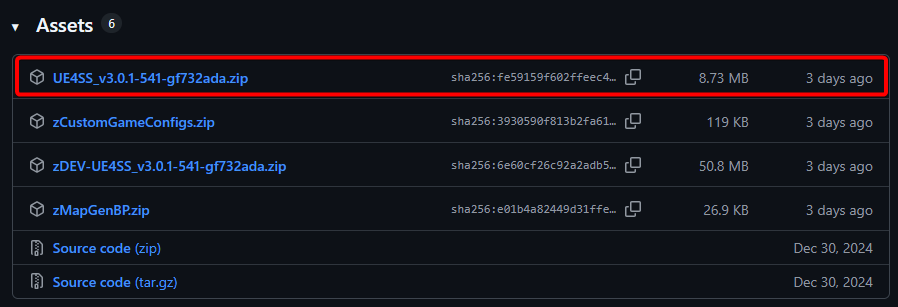 Assets 6
UE4SS_v3.0.1-541-gf732ada.zip sha256:fe59159f602ffeec4… 8.73 MB 3 days ago
zCustomGameConfigs.zip sha256:3930590f813b2fa61… 119 KB 3 days ago
zDEV-UE4SS_v3.0.1-541-gf732ada.zip sha256:6e60cf26c92a2adb5… 50.8 MB 3 days ago
zMapGenBP.zip sha256:e01b4a82449d31ffe… 26.9 KB 3 days ago
Source code (zip) Dec 30, 2024
Source code (tar.gz) Dec 30, 2024